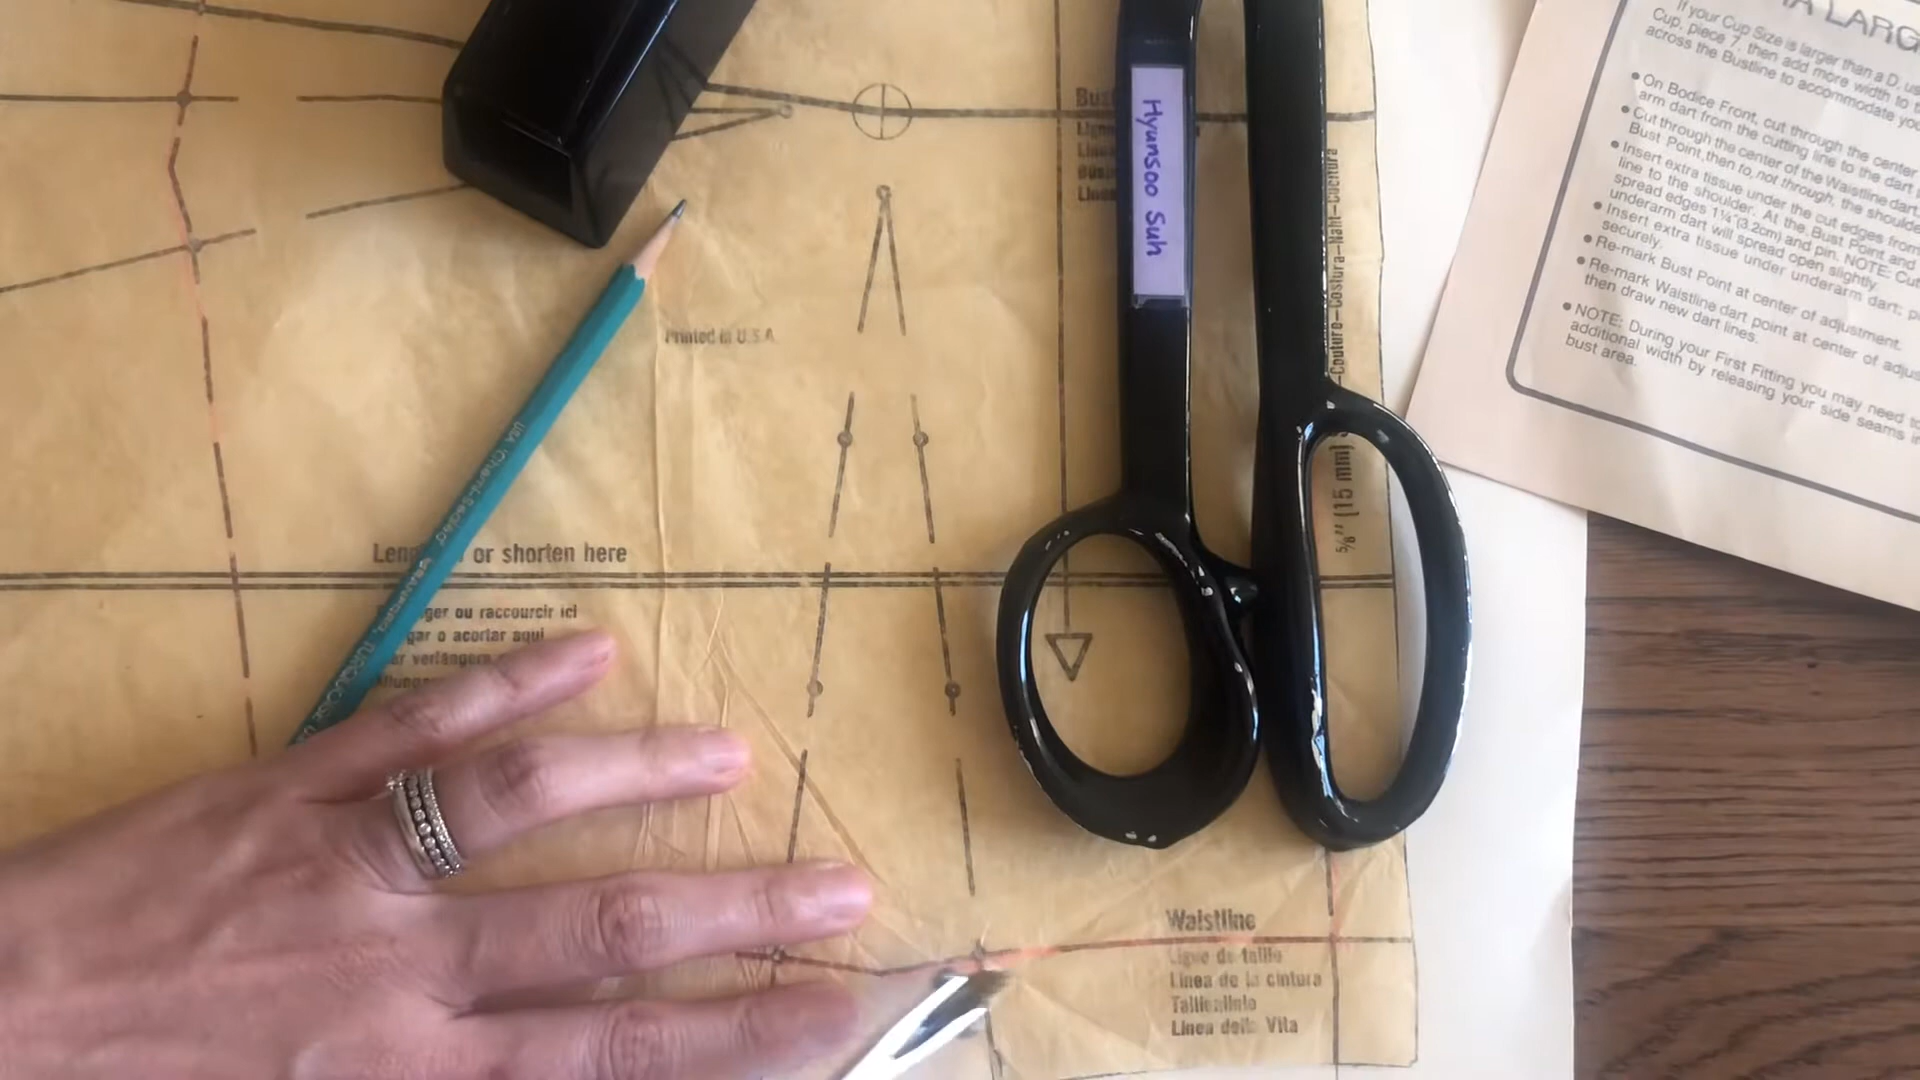 Printed in U.S.A.
or shorten here
ger ou raccourcir ici
gar o acortar aqui
Hyunsoo Suh
Couture—Costura—Naht—Cucitura
5/8" (15 mm)
Waistline
Ligne de taille
Linea de la cintura
Linea della Vita
LARG
If your Cup Size is larger than a D, us
Cup, piece 7, then add more width to t
across the Bustline to accommodate you
• On Bodice Front, cut through the center
arm dart from the cutting line to the dart
• Cut through the center of the Waistline dart
Bust Point, then to, not through, the shoulde
• Insert extra tissue under the cut edges from
line to the shoulder. At the Bust Point and
spread edges 1¼"(3.2cm) and pin. NOTE: Cut
underarm dart will spread open slightly.
• Insert extra tissue under underarm dart; pi
securely.
• Re-mark Bust Point at center of adjustment.
• Re-mark Waistline dart point at center of adjus
then draw new dart lines.
• NOTE: During your First Fitting you may need to
additional width by releasing your side seams in
bust area.